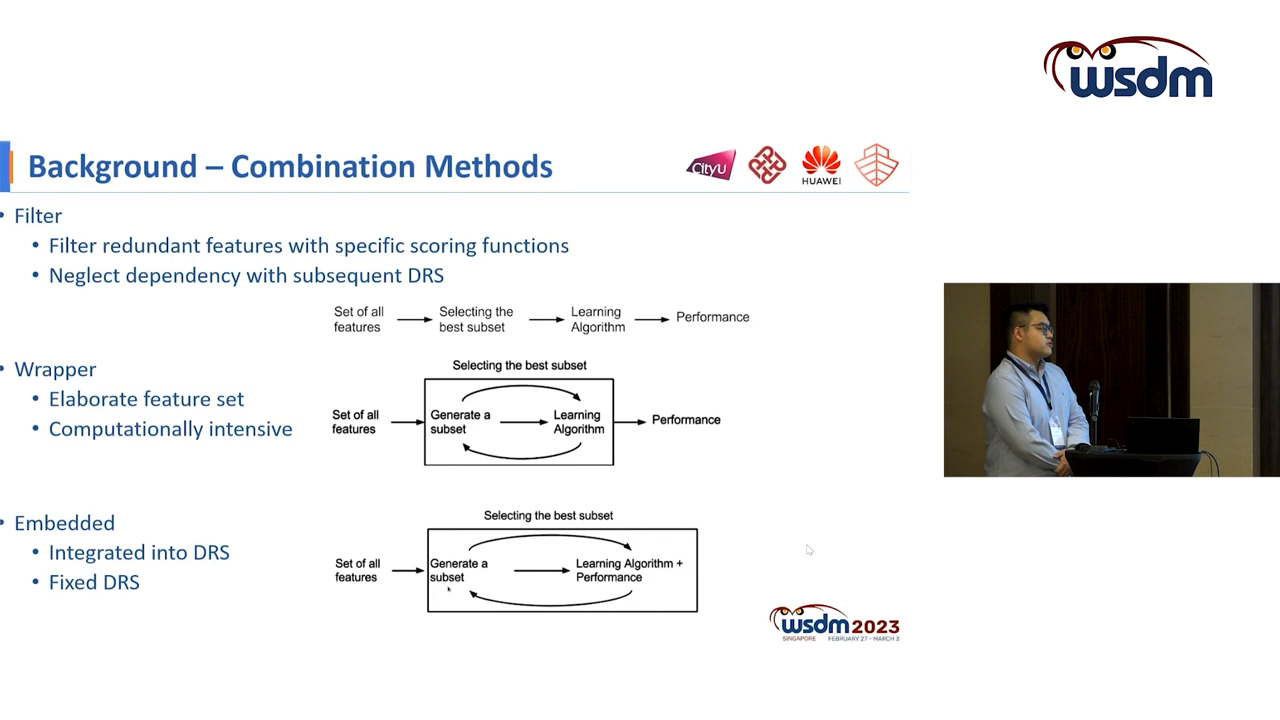 wsdm
Background – Combination Methods
CityU
HUAWEI
• Filter
• Filter redundant features with specific scoring functions
• Neglect dependency with subsequent DRS
Set of all
features
Selecting the
best subset
Learning
Algorithm
Performance
• Wrapper
• Elaborate feature set
• Computationally intensive
Selecting the best subset
Set of all
features
Generate a
subset
Learning
Algorithm
Performance
• Embedded
• Integrated into DRS
• Fixed DRS
Selecting the best subset
Set of all
features
Generate a
subset
Learning Algorithm +
Performance
wsdm 2023
SINGAPORE FEBRUARY 27 - MARCH 3